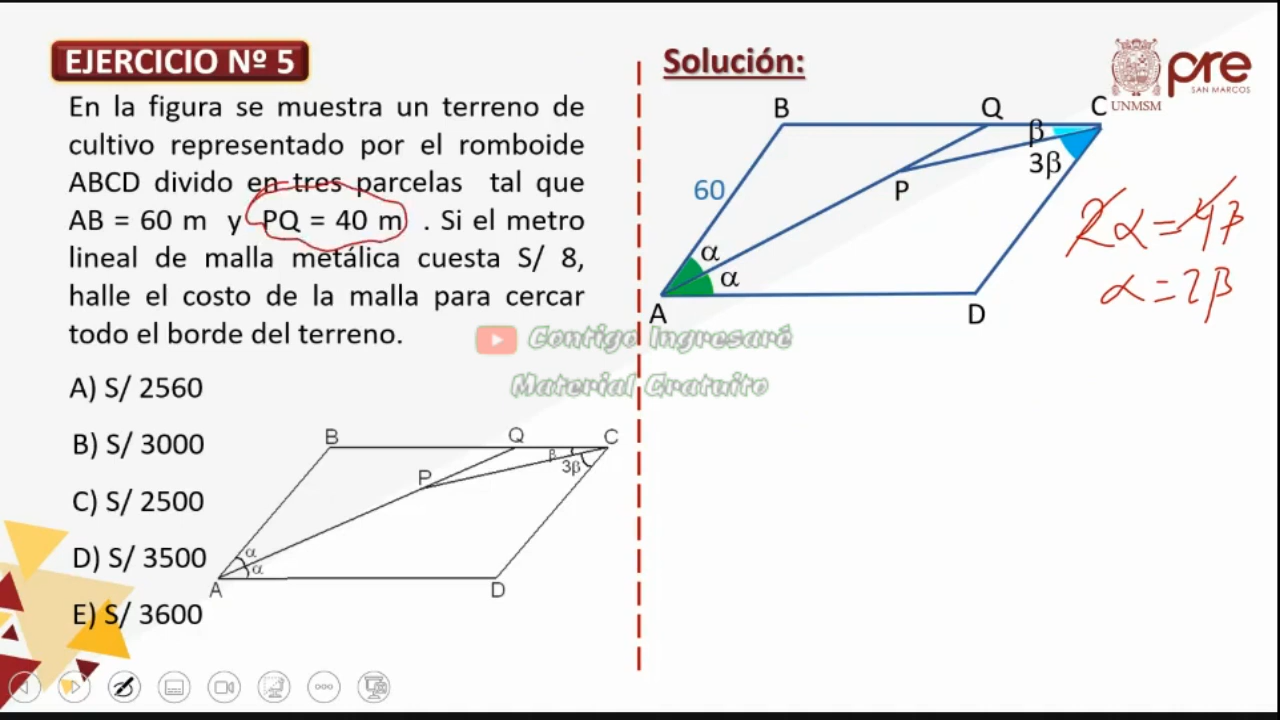 EJERCICIO Nº 5
En la figura se muestra un terreno de
cultivo representado por el romboide
ABCD divido en tres parcelas tal que
AB = 60 m y PQ = 40 m . Si el metro
lineal de malla metálica cuesta S/ 8,
halle el costo de la malla para cercar
todo el borde del terreno.
A) S/ 2560
B) S/ 3000
C) S/ 2500
D) S/ 3500
E) S/ 3600
B
Q
C
P
β
3β
α
α
A
D
Solución:
UNMSM
pre
SAN MARCOS
B
Q
C
β
3β
P
60
α
α
A
D
2α = 4β
α = 2β
Contigo Ingresaré
Material Gratuito